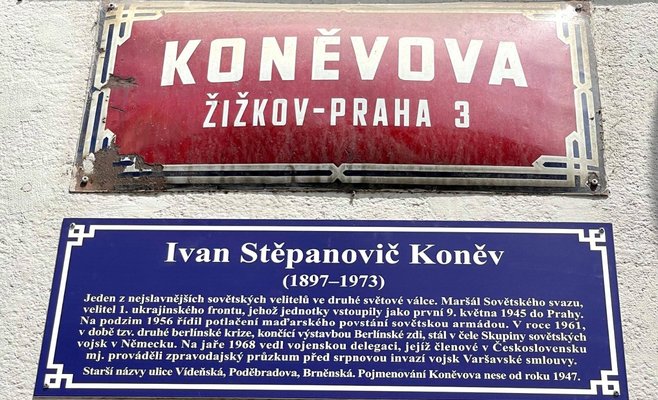 KONĚVOVA
ŽIŽKOV-PRAHA 3
Ivan Stěpanovič Koněv
(1897–1973)
Jeden z nejslavnějších sovětských velitelů ve druhé světové válce. Maršál Sovětského svazu,
velitel 1. ukrajinského frontu, jehož jednotky vstoupily jako první 9. května 1945 do Prahy.
Na podzim 1956 řídil potlačení maďarského povstání sovětskou armádou. V roce 1961,
v době tzv. druhé berlínské krize, končící výstavbou Berlínské zdi, stál v čele Skupiny sovětských
vojsk v Německu. Na jaře 1968 vedl vojenskou delegaci, jejíž členové v Československu
mj. prováděli zpravodajský průzkum před srpnovou invazí vojsk Varšavské smlouvy.
Starší názvy ulice Vídeňská, Poděbradova, Brněnská. Pojmenování Koněvova nese od roku 1947.